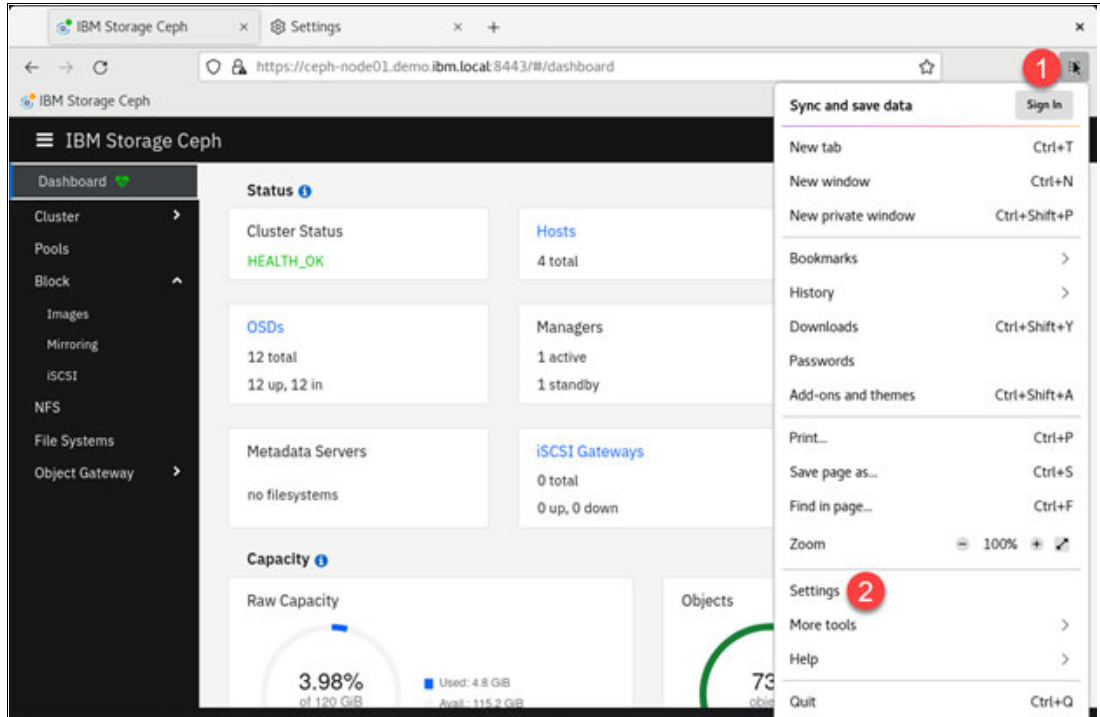 IBM Storage Ceph
Settings
https://ceph-node01.demo.ibm.local:8443/#/dashboard
1
IBM Storage Ceph
IBM Storage Ceph
Dashboard
Cluster
Pools
Block
Images
Mirroring
iSCSI
NFS
File Systems
Object Gateway
Status
Cluster Status
HEALTH_OK
Hosts
4 total
OSDs
12 total
12 up, 12 in
Managers
1 active
1 standby
Metadata Servers
no filesystems
iSCSI Gateways
0 total
0 up, 0 down
Capacity
Raw Capacity
3.98%
of 120 GiB
Used: 4.8 GiB
Avail.: 115.2 GiB
Objects
73
Sync and save data Sign In
New tab Ctrl+T
New window Ctrl+N
New private window Ctrl+Shift+P
Bookmarks
History
Downloads Ctrl+Shift+Y
Passwords
Add-ons and themes Ctrl+Shift+A
Print... Ctrl+P
Save page as... Ctrl+S
Find in page... Ctrl+F
Zoom 100%
Settings 2
More tools
Help
Quit Ctrl+Q